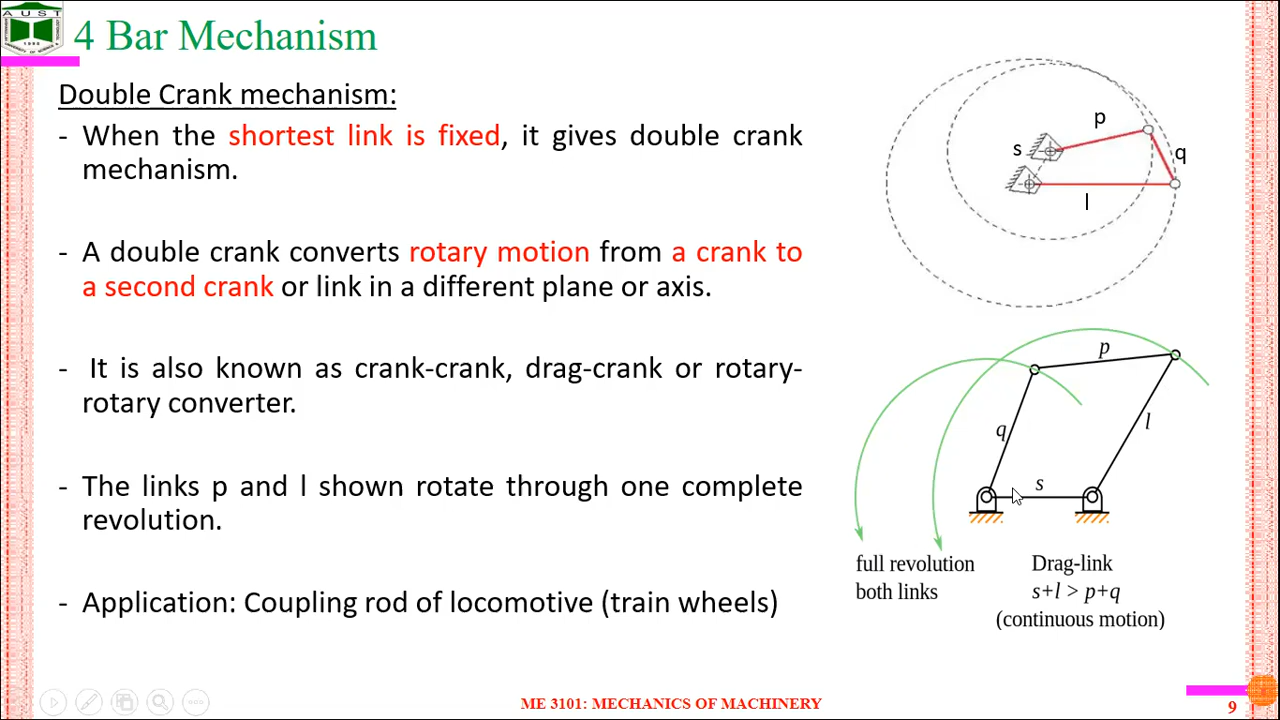 AUST
4 Bar Mechanism
Double Crank mechanism:
- When the shortest link is fixed, it gives double crank
mechanism.
- A double crank converts rotary motion from a crank to
a second crank or link in a different plane or axis.
- It is also known as crank-crank, drag-crank or rotary-
rotary converter.
- The links p and l shown rotate through one complete
revolution.
- Application: Coupling rod of locomotive (train wheels)
p
s
q
l
p
q
l
s
full revolution
both links
Drag-link
s+l > p+q
(continuous motion)
ME 3101: MECHANICS OF MACHINERY
9